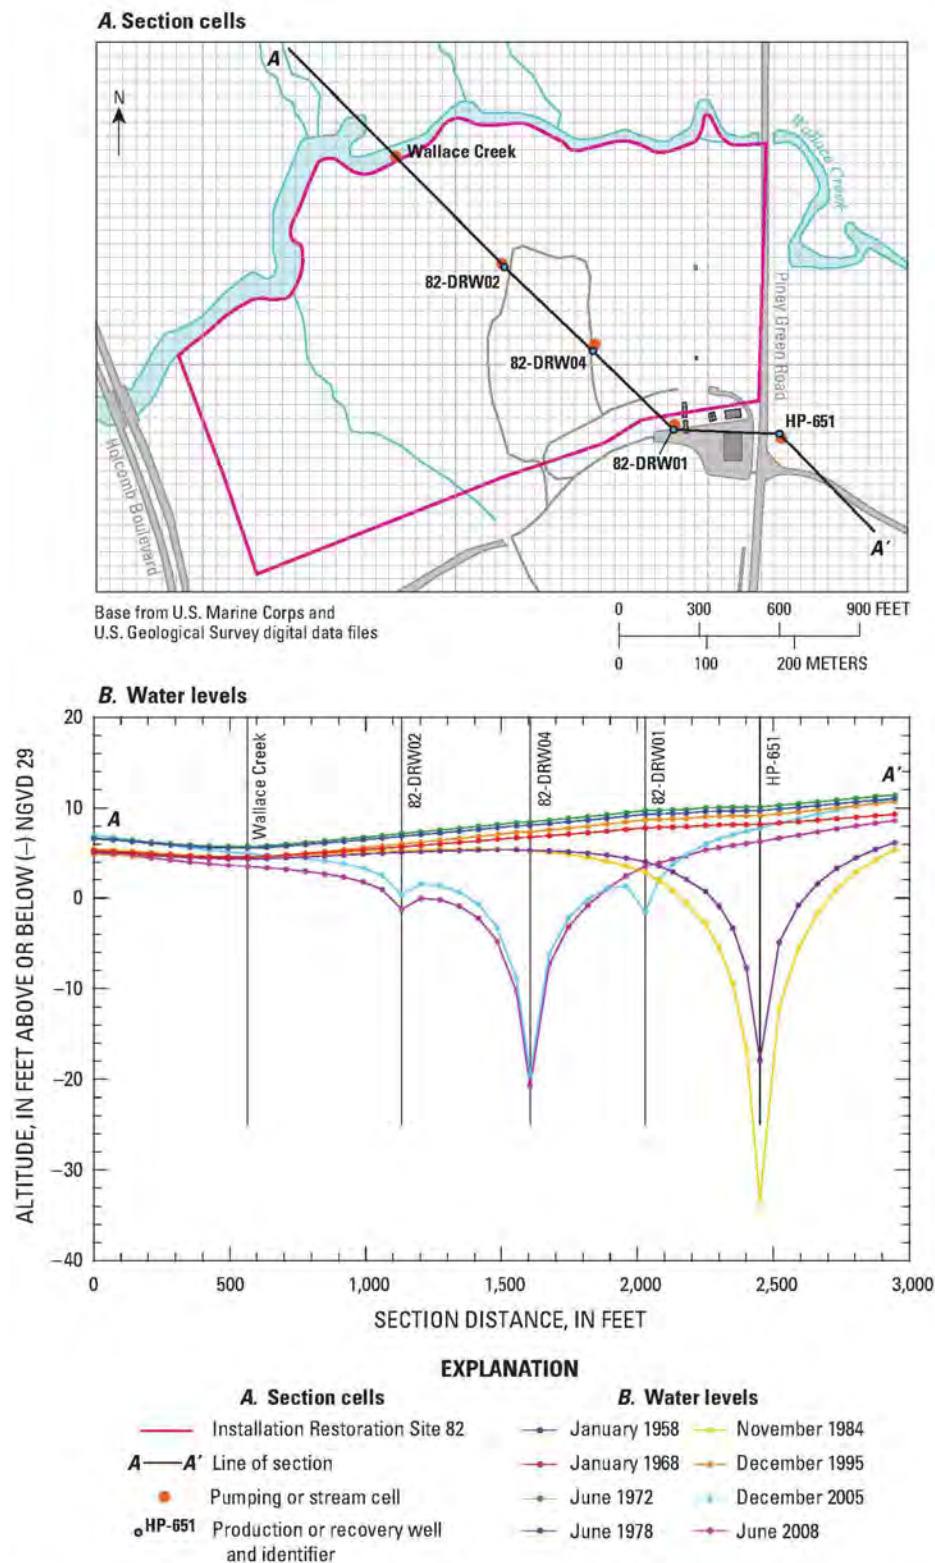 A. Section cells
A
N
Wallace Creek
Wallace Creek
82-DRW02
Piney Green Road
82-DRW04
HP-651
82-DRW01
Holcomb Boulevard
A′
Base from U.S. Marine Corps and
U.S. Geological Survey digital data files
0 300 600 900 FEET
0 100 200 METERS
B. Water levels
ALTITUDE, IN FEET ABOVE OR BELOW (–) NGVD 29
20
10
0
–10
–20
–30
–40
A
Wallace Creek
82-DRW02
82-DRW04
82-DRW01
HP-651
A′
0 500 1,000 1,500 2,000 2,500 3,000
SECTION DISTANCE, IN FEET
EXPLANATION
A. Section cells
Installation Restoration Site 82
A A′ Line of section
Pumping or stream cell
HP-651 Production or recovery well
and identifier
B. Water levels
January 1958
January 1968
June 1972
June 1978
November 1984
December 1995
December 2005
June 2008